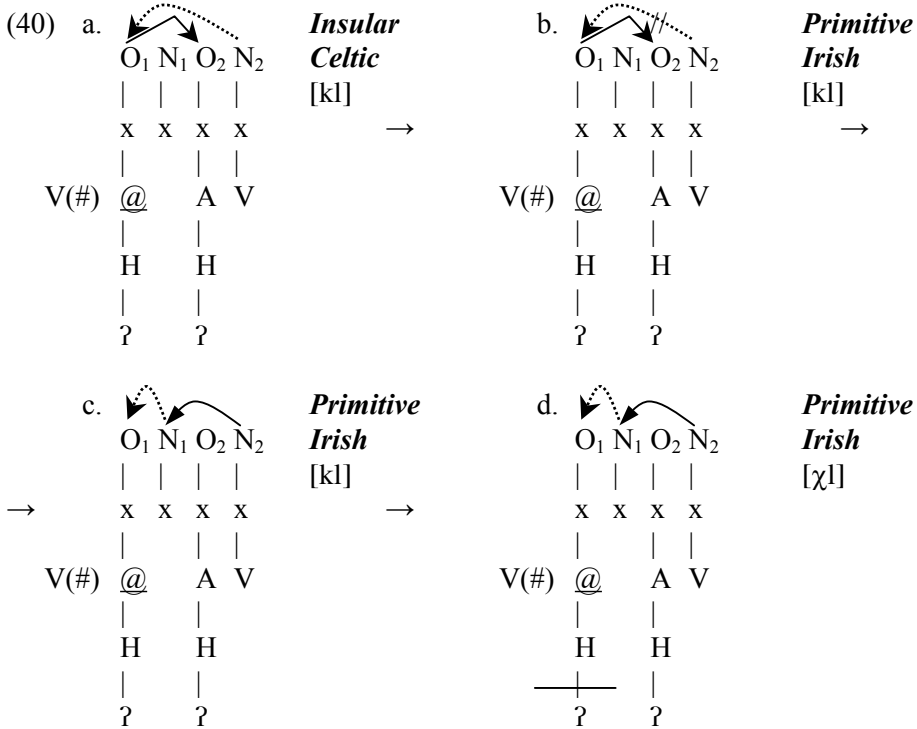 (40) a. Insular b. Primitive
O₁ N₁ O₂ N₂ Celtic O₁ N₁ O₂ N₂ Irish
| | | | [kl] | | | | [kl]
x x x x → x x x x →
| | | | | |
V(#) @ A V V(#) @ A V
| | | |
H H H H
| | | |
ʔ ʔ ʔ ʔ
c. Primitive d. Primitive
O₁ N₁ O₂ N₂ Irish O₁ N₁ O₂ N₂ Irish
| | | | [kl] | | | | [χl]
→ x x x x → x x x x
| | | | | |
V(#) @ A V V(#) @ A V
| | | |
H H H H
| | | |
ʔ ʔ ʔ ʔ